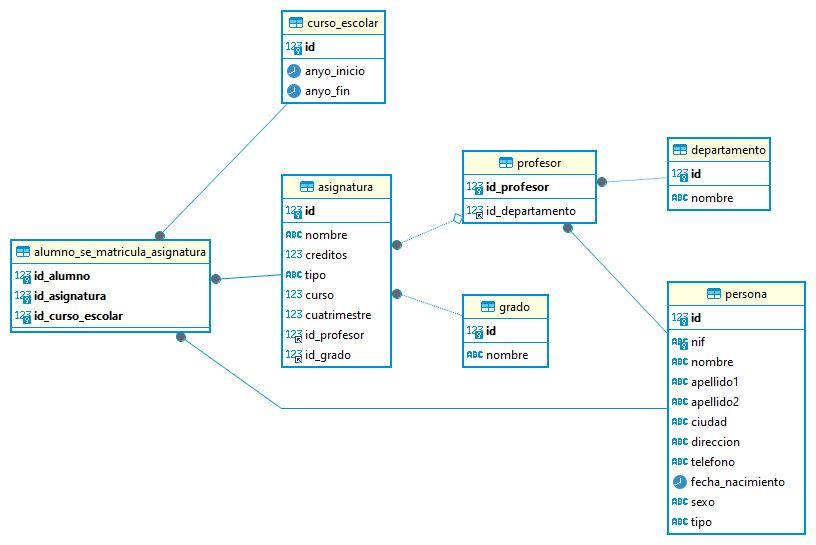 curso_escolar
123 id
anyo_inicio
anyo_fin
profesor
123 id_profesor
123 id_departamento
departamento
123 id
ABC nombre
asignatura
123 id
ABC nombre
123 creditos
ABC tipo
123 curso
123 cuatrimestre
123 id_profesor
123 id_grado
alumno_se_matricula_asignatura
123 id_alumno
123 id_asignatura
123 id_curso_escolar
grado
123 id
ABC nombre
persona
123 id
ABC nif
ABC nombre
ABC apellido1
ABC apellido2
ABC ciudad
ABC direccion
ABC telefono
fecha_nacimiento
ABC sexo
ABC tipo